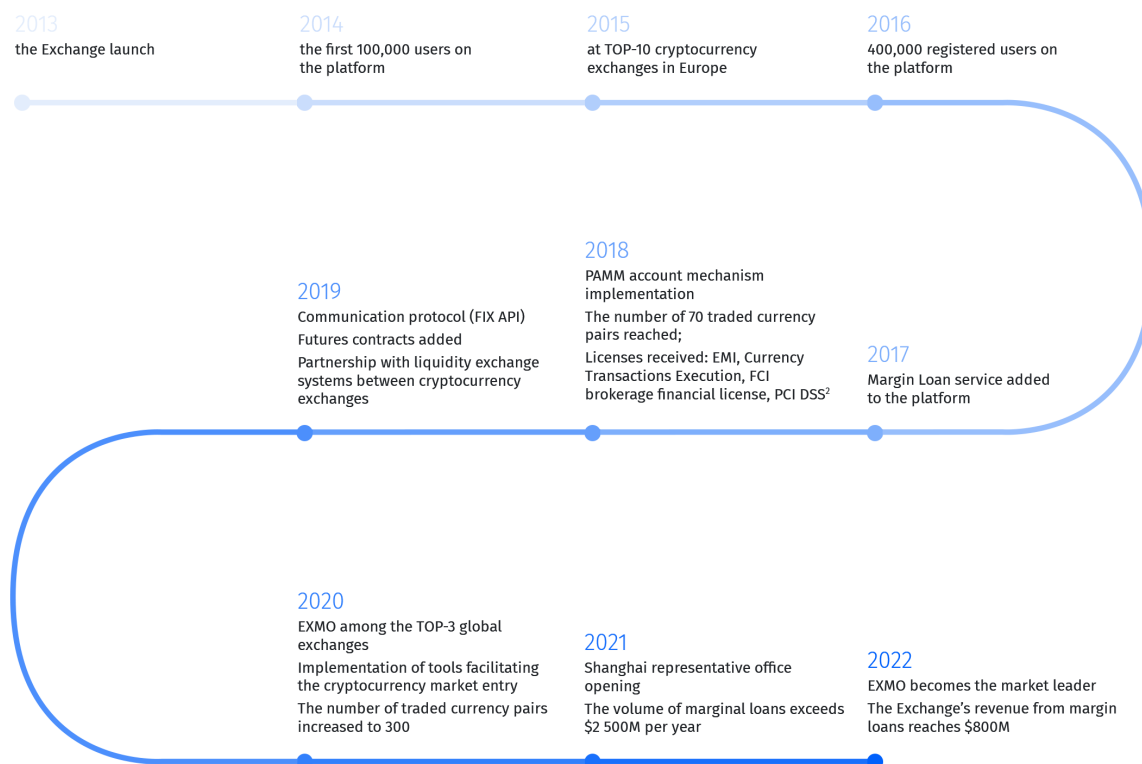 2013
the Exchange launch
2014
the first 100,000 users on
the platform
2015
at TOP-10 cryptocurrency
exchanges in Europe
2016
400,000 registered users on
the platform
2017
Margin Loan service added
to the platform
2018
PAMM account mechanism
implementation
The number of 70 traded currency
pairs reached;
Licenses received: EMI, Currency
Transactions Execution, FCI
brokerage financial license, PCI DSS²
2019
Communication protocol (FIX API)
Futures contracts added
Partnership with liquidity exchange
systems between cryptocurrency
exchanges
2020
EXMO among the TOP-3 global
exchanges
Implementation of tools facilitating
the cryptocurrency market entry
The number of traded currency pairs
increased to 300
2021
Shanghai representative office
opening
The volume of marginal loans exceeds
$2 500M per year
2022
EXMO becomes the market leader
The Exchange’s revenue from margin
loans reaches $800M